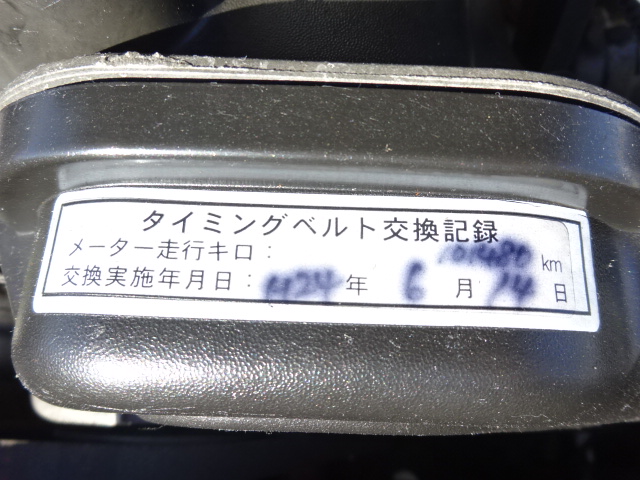 タイミングベルト交換記録
メーター走行キロ： km
交換実施年月日： 年 6 月 14 日